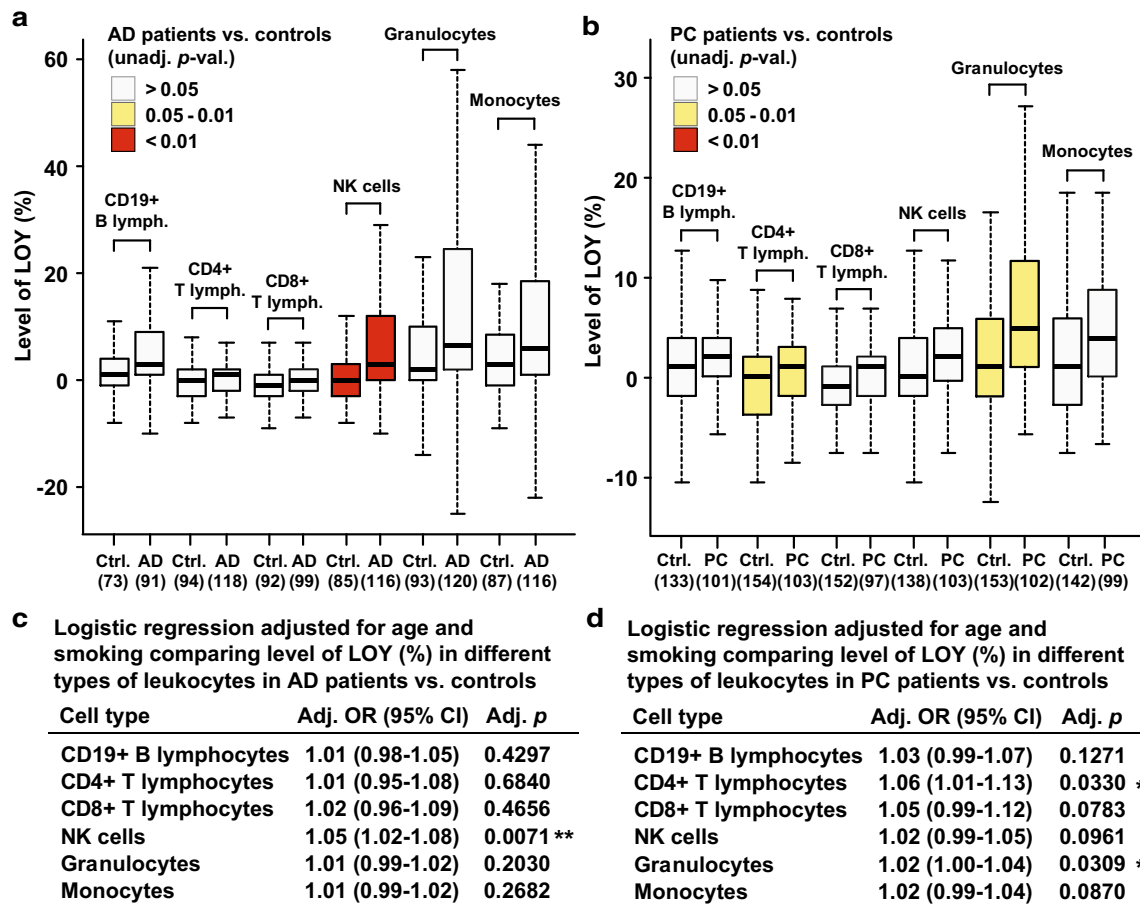 a
AD patients vs. controls
(unadj. p-val.)
> 0.05
0.05 - 0.01
< 0.01
Granulocytes
Monocytes
NK cells
CD19+
B lymph.
CD4+
T lymph.
CD8+
T lymph.
Level of LOY (%)
60
40
20
0
-20
Ctrl. AD Ctrl. AD Ctrl. AD Ctrl. AD Ctrl. AD Ctrl. AD
(73) (91) (94) (118) (92) (99) (85) (116) (93) (120) (87) (116)
b
PC patients vs. controls
(unadj. p-val.)
> 0.05
0.05 - 0.01
< 0.01
Granulocytes
Monocytes
CD19+
B lymph.
NK cells
CD4+
T lymph.
CD8+
T lymph.
Level of LOY (%)
30
20
10
0
-10
Ctrl. PC Ctrl. PC Ctrl. PC Ctrl. PC Ctrl. PC Ctrl. PC
(133) (101) (154) (103) (152) (97) (138) (103) (153) (102) (142) (99)
c
Logistic regression adjusted for age and
smoking comparing level of LOY (%) in different
types of leukocytes in AD patients vs. controls
Cell type Adj. OR (95% CI) Adj. p
CD19+ B lymphocytes 1.01 (0.98-1.05) 0.4297
CD4+ T lymphocytes 1.01 (0.95-1.08) 0.6840
CD8+ T lymphocytes 1.02 (0.96-1.09) 0.4656
NK cells 1.05 (1.02-1.08) 0.0071 **
Granulocytes 1.01 (0.99-1.02) 0.2030
Monocytes 1.01 (0.99-1.02) 0.2682
d
Logistic regression adjusted for age and
smoking comparing level of LOY (%) in different
types of leukocytes in PC patients vs. controls
Cell type Adj. OR (95% CI) Adj. p
CD19+ B lymphocytes 1.03 (0.99-1.07) 0.1271
CD4+ T lymphocytes 1.06 (1.01-1.13) 0.0330 *
CD8+ T lymphocytes 1.05 (0.99-1.12) 0.0783
NK cells 1.02 (0.99-1.05) 0.0961
Granulocytes 1.02 (1.00-1.04) 0.0309 *
Monocytes 1.02 (0.99-1.04) 0.0870